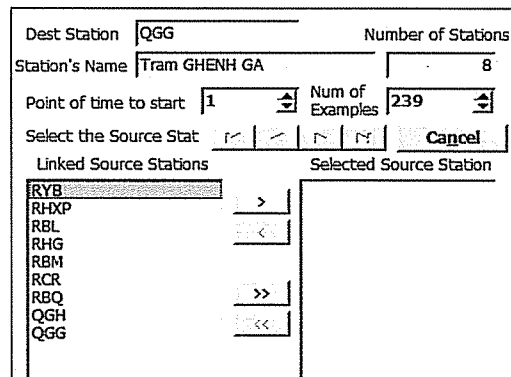 Dest Station QGG Number of Stations
Station's Name Tram GHENH GA 8
Point of time to start 1 Num of Examples 239
Select the Source Stat Cancel
Linked Source Stations Selected Source Station
RYB
RHXP
RBL
RHG
RBM
RCR
RBQ
QGH
QGG
>
<
>>
<<